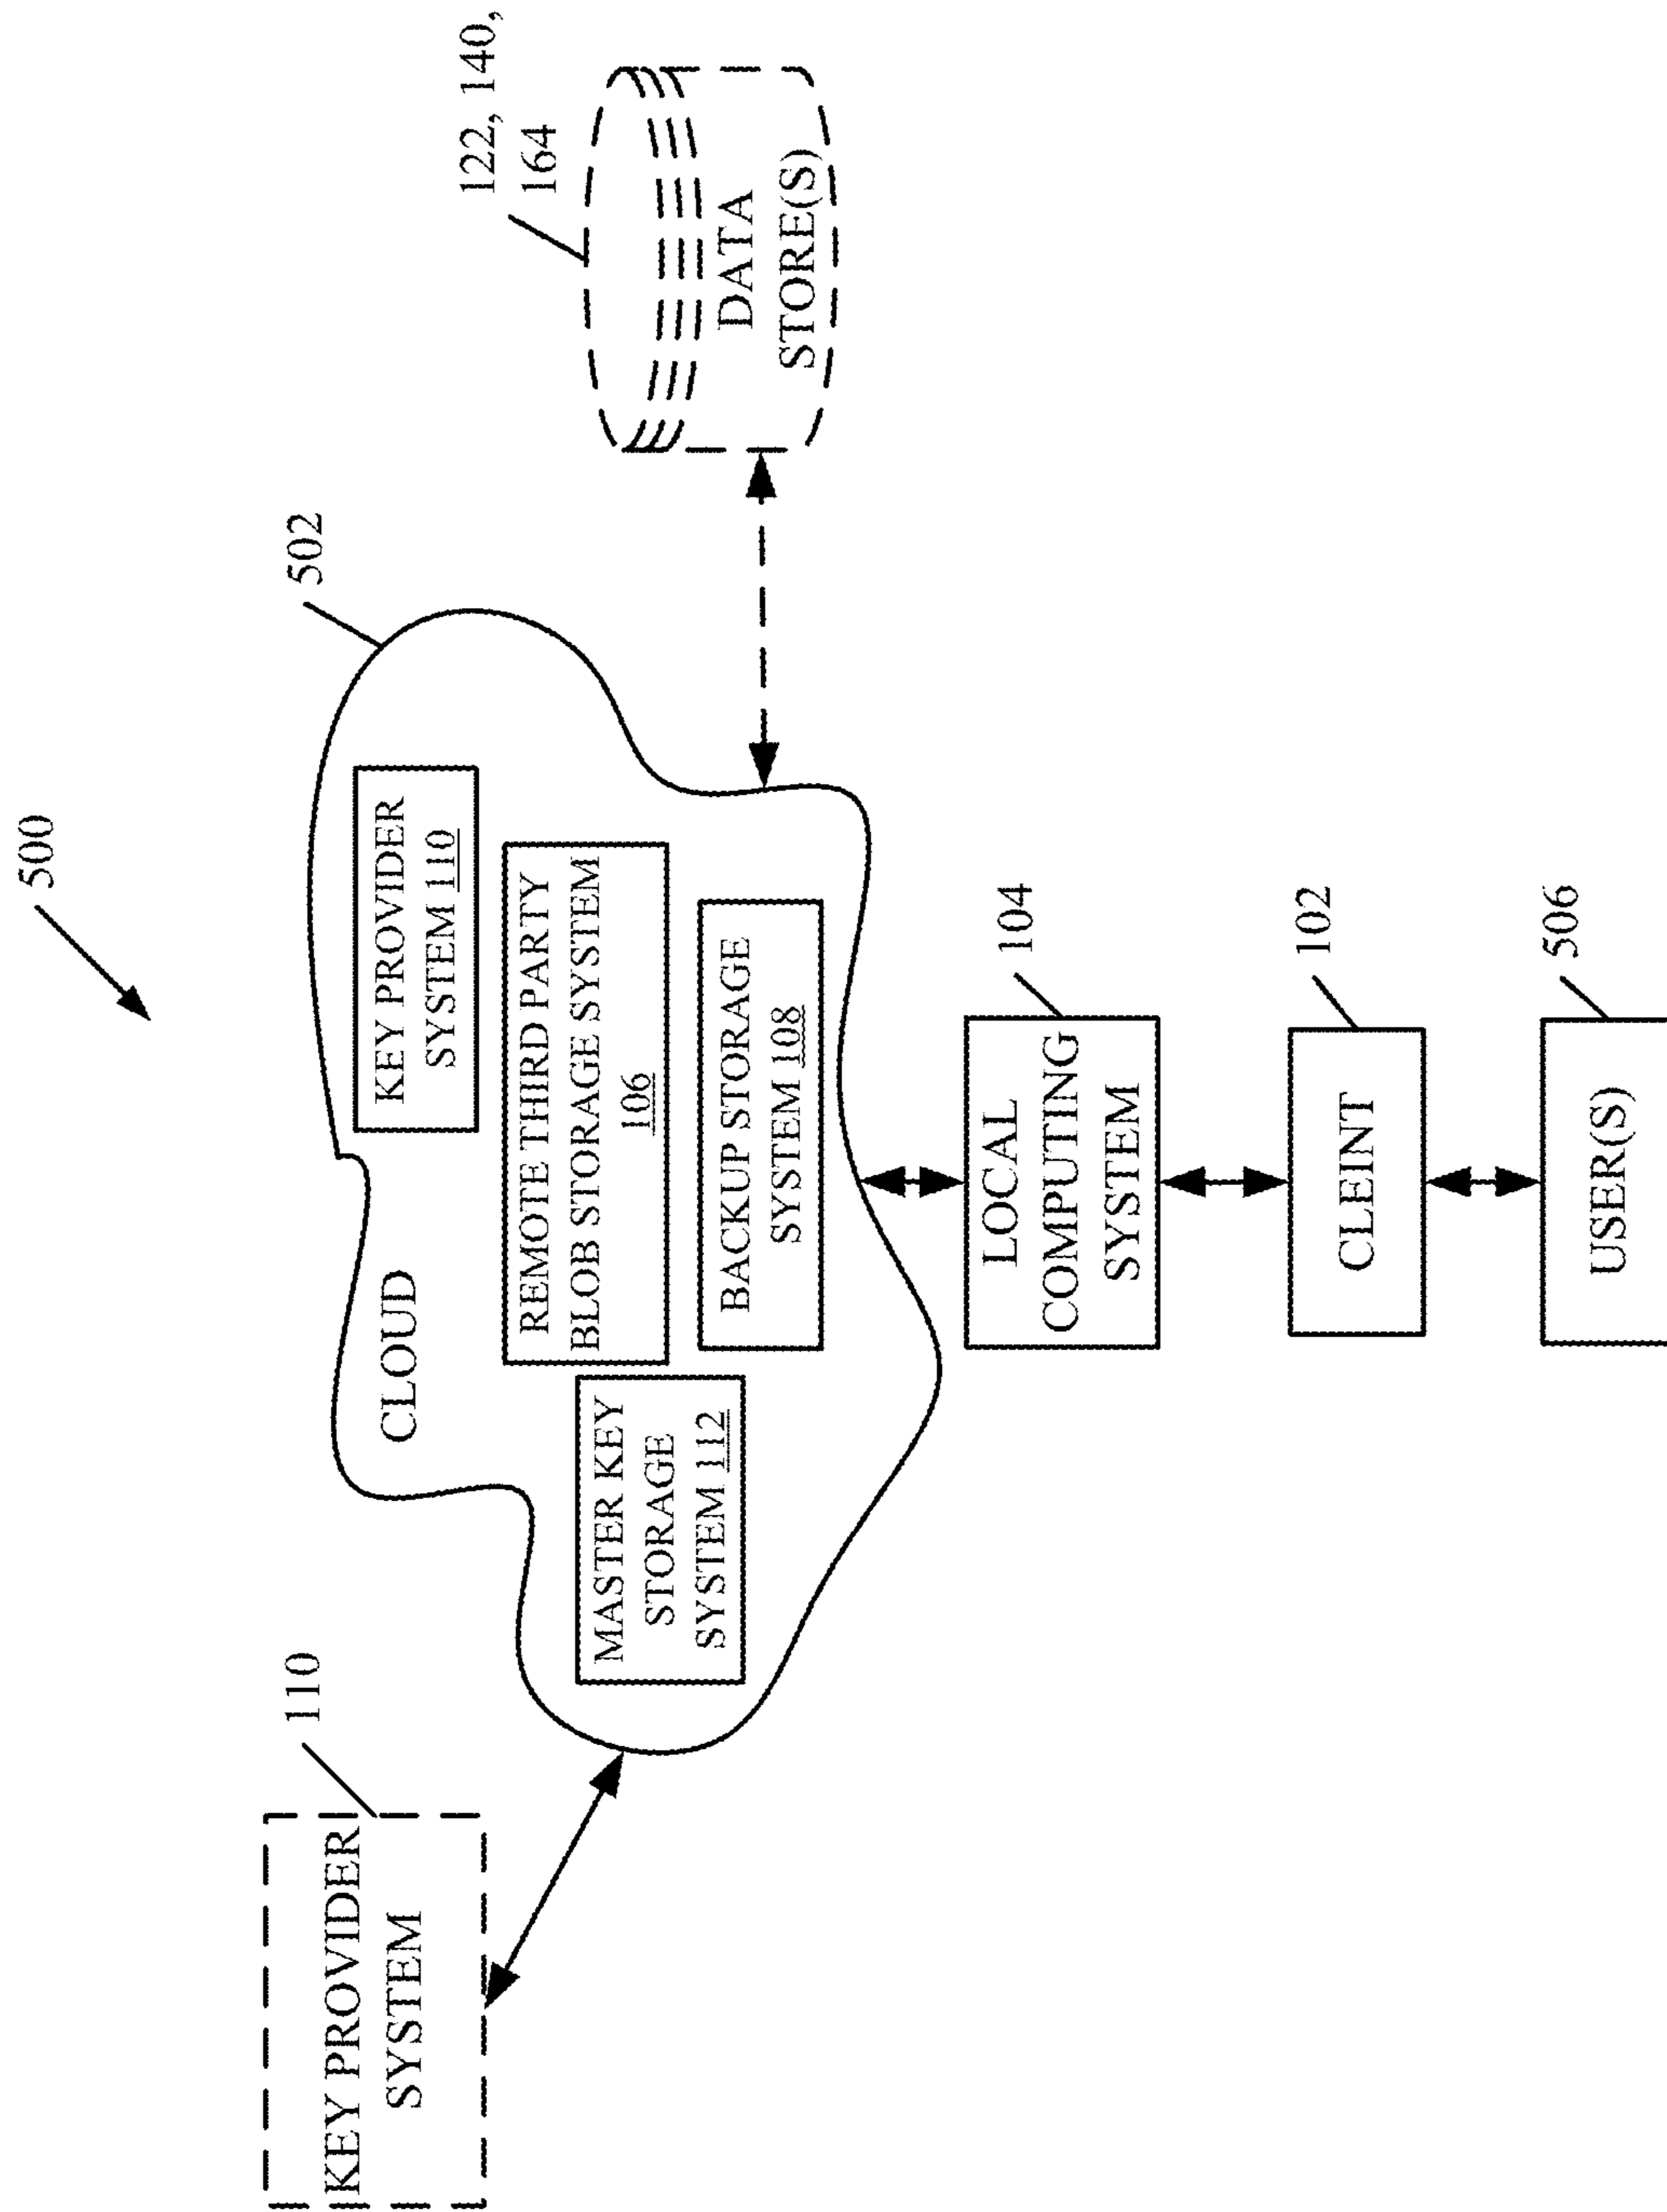 500
KEY PROVIDER
SYSTEM
110
CLOUD
502
KEY PROVIDER
SYSTEM 110
REMOTE THIRD PARTY
BLOB STORAGE SYSTEM
106
MASTER KEY
STORAGE
SYSTEM 112
BACKUP STORAGE
SYSTEM 108
122, 140,
164
DATA
STORE(S)
LOCAL
COMPUTING
SYSTEM
104
CLEINT
102
USER(S)
506